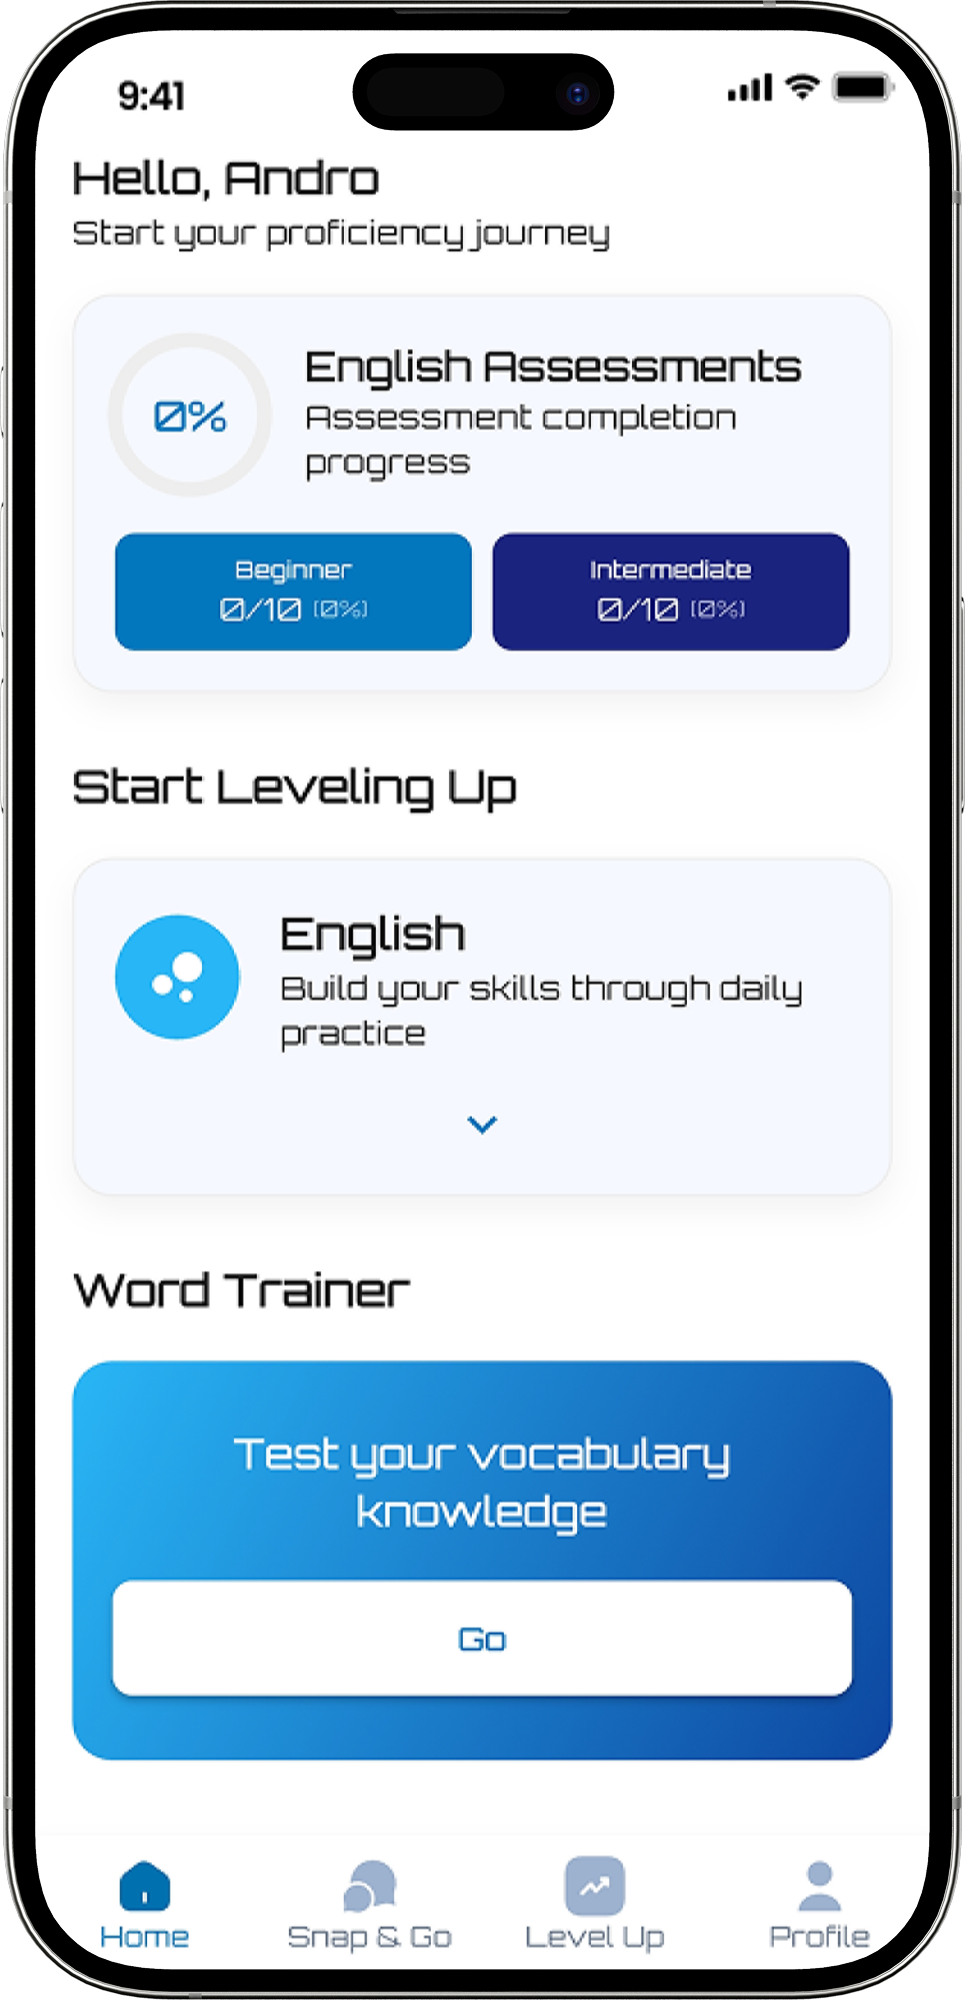 9:41
Hello, Andro
Start your proficiency journey
0%
English Assessments
Assessment completion
progress
Beginner
0/10 (0%)
Intermediate
0/10 (0%)
Start Leveling Up
English
Build your skills through daily
practice
Word Trainer
Test your vocabulary
knowledge
Go
Home
Snap & Go
Level Up
Profile